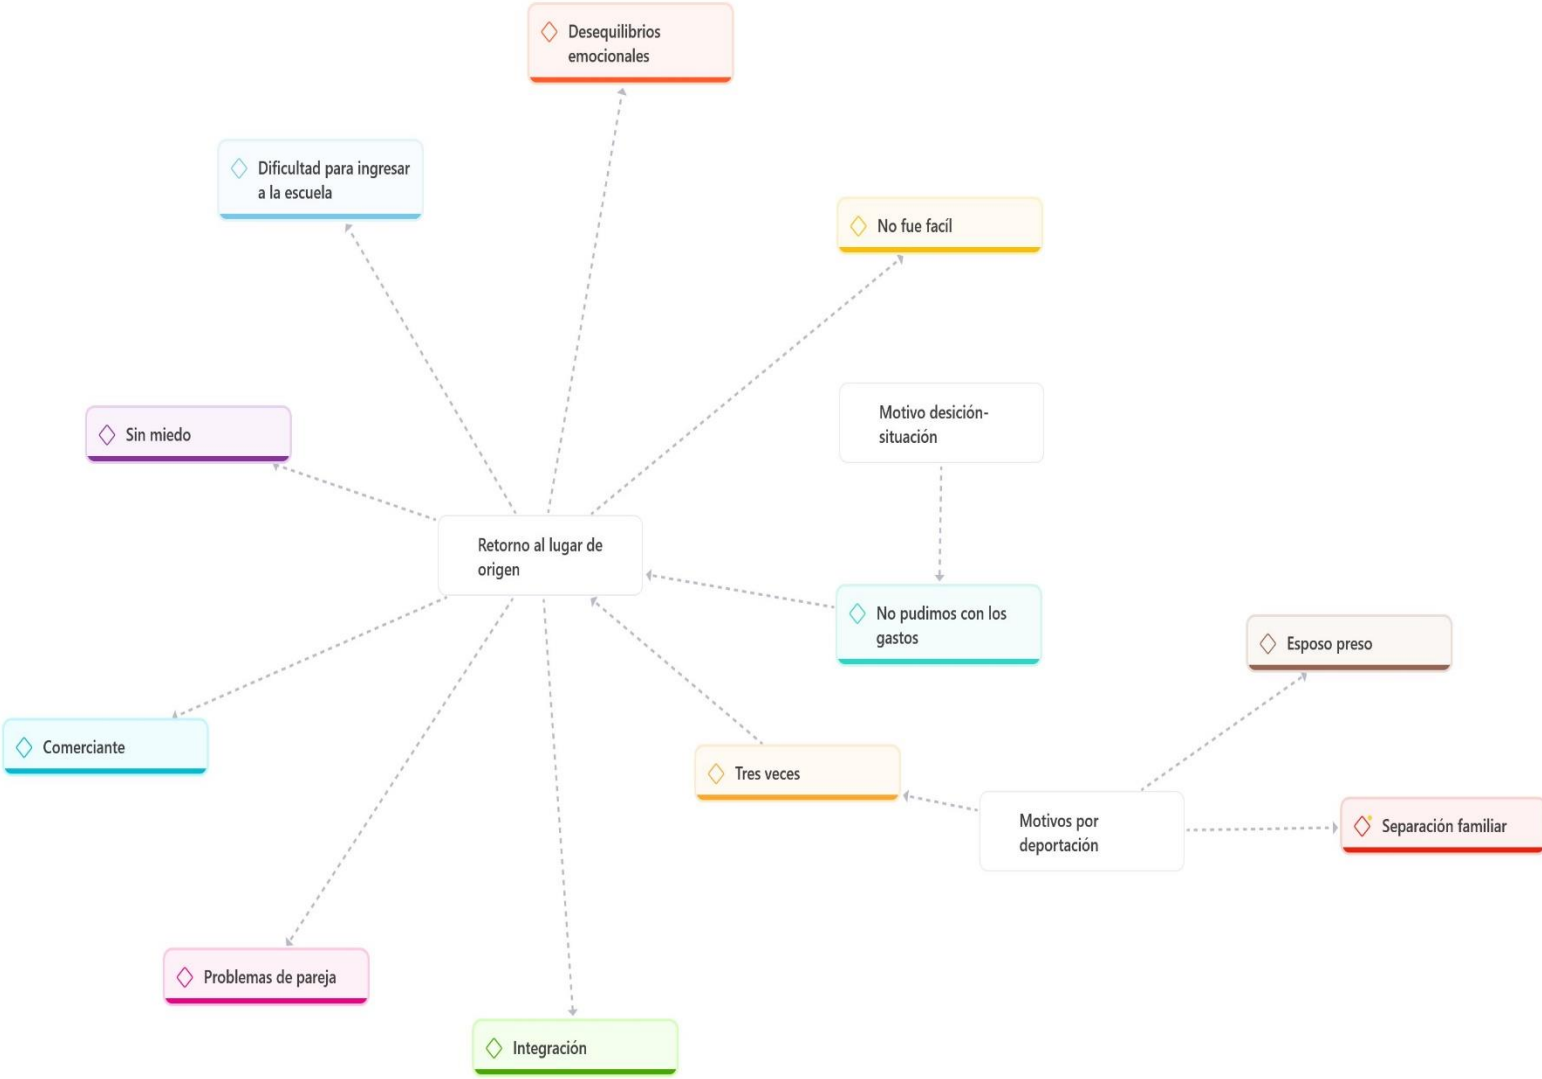 Desequilibrios
emocionales
Dificultad para ingresar
a la escuela
No fue facíl
Motivo desición-
situación
Sin miedo
Retorno al lugar de
origen
No pudimos con los
gastos
Esposo preso
Comerciante
Tres veces
Motivos por
deportación
Separación familiar
Problemas de pareja
Integración